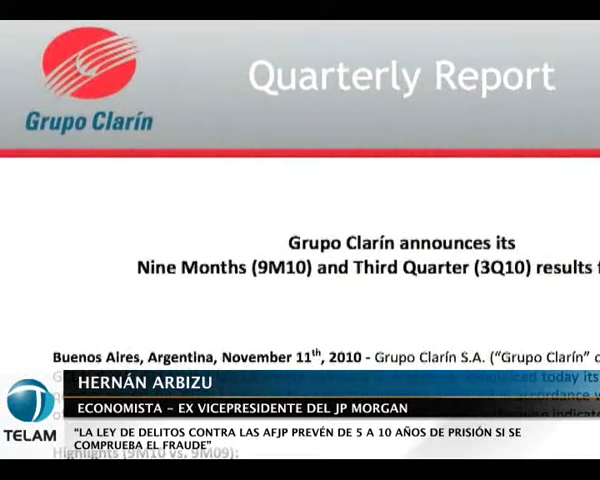 Quarterly Report
Grupo Clarín
Grupo Clarín announces its
Nine Months (9M10) and Third Quarter (3Q10) results
Buenos Aires, Argentina, November 11th, 2010 - Grupo Clarín S.A. ("Grupo Clarín"
today its
HERNÁN ARBIZU
ECONOMISTA – EX VICEPRESIDENTE DEL JP MORGAN
TELAM
"LA LEY DE DELITOS CONTRA LAS AFJP PREVÉN DE 5 A 10 AÑOS DE PRISIÓN SI SE
COMPRUEBA EL FRAUDE"
Highlights (9M10 vs. 9M09):